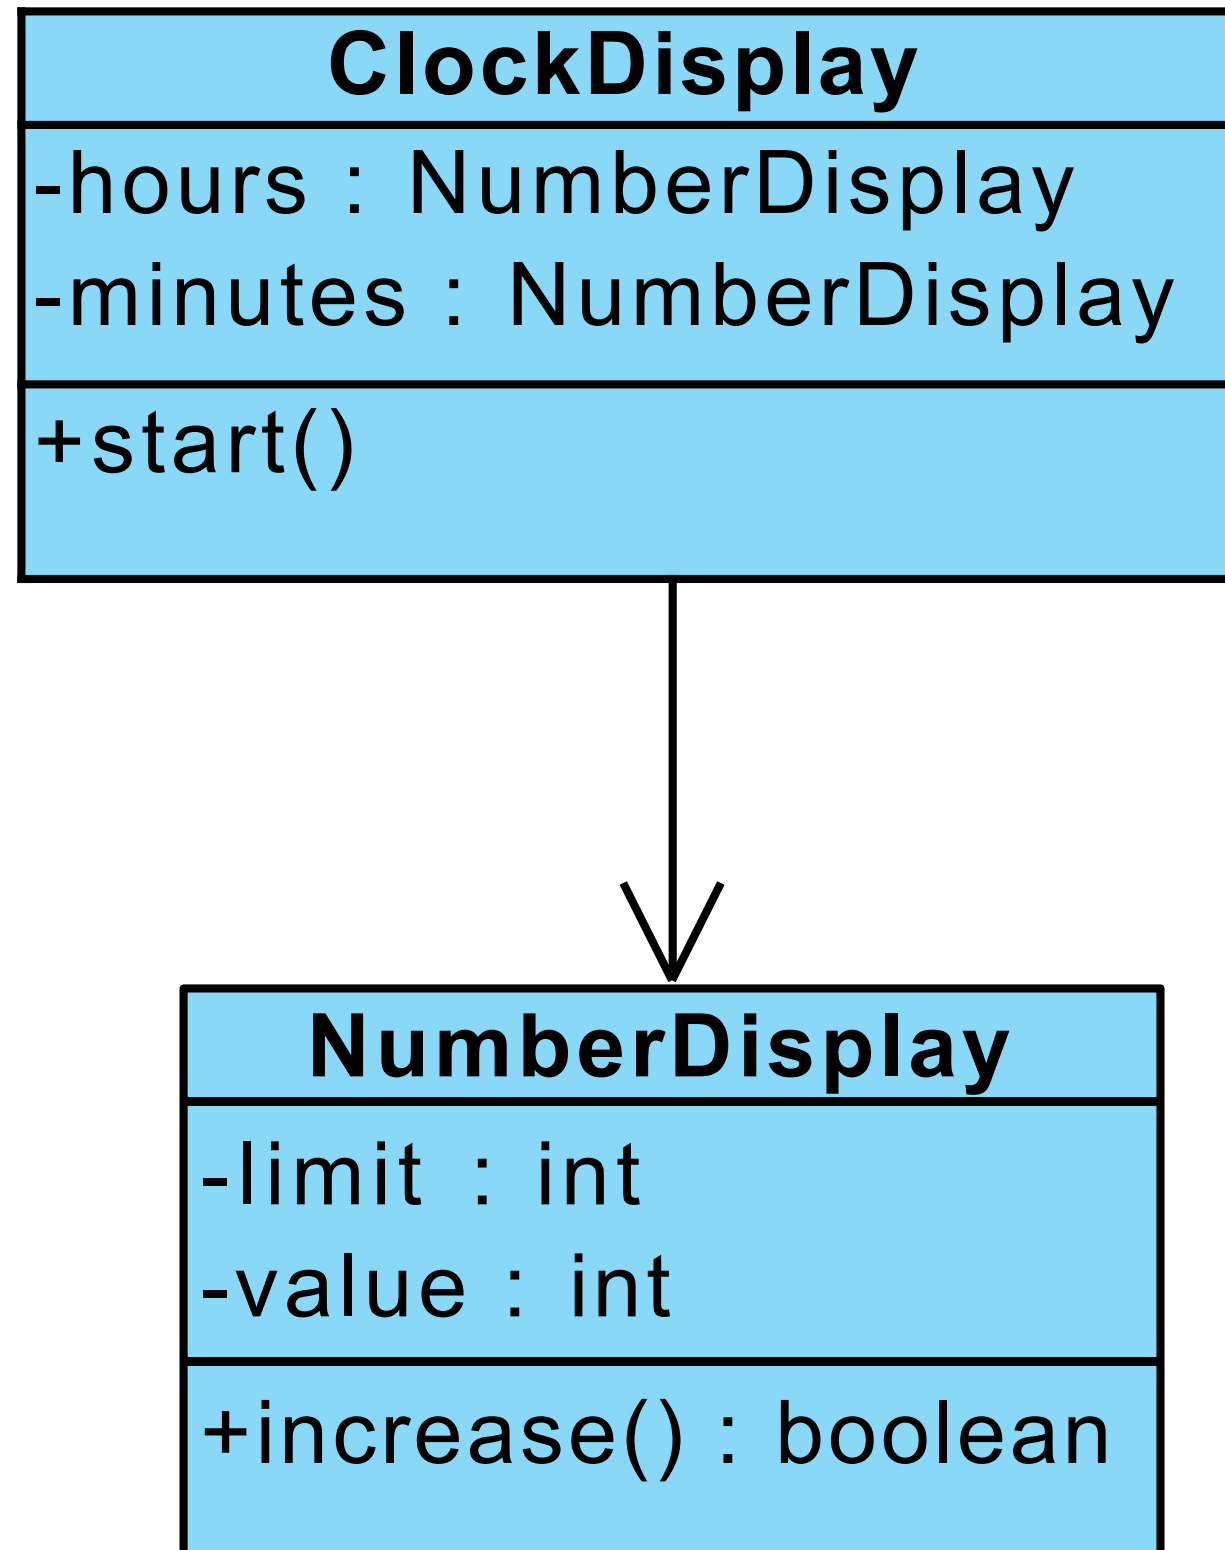 ClockDisplay
-hours : NumberDisplay
-minutes : NumberDisplay
+start()
NumberDisplay
-limit : int
-value : int
+increase() : boolean